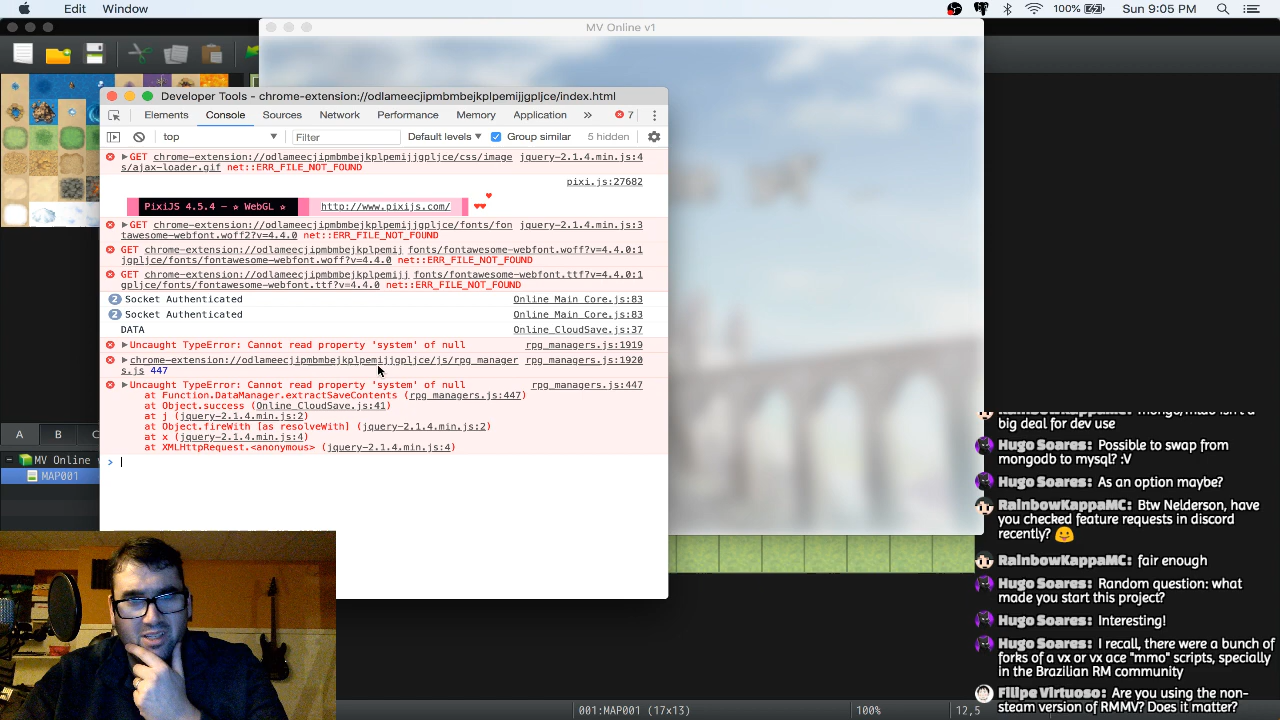 Edit Window 100% Sun 9:05 PM
MV Online v1
Developer Tools - chrome-extension://odlameecjipmbmbejkplpemijjgpljce/index.html
Elements Console Sources Network Performance Memory Application » 7
top Filter Default levels Group similar 5 hidden
GET chrome-extension://odlameecjipmbmbejkplpemijjgpljce/css/image jquery-2.1.4.min.js:4
s/ajax-loader.gif net::ERR_FILE_NOT_FOUND
pixi.js:27682
PixiJS 4.5.4 - ✰ WebGL ✰ http://www.pixijs.com/ ♥♥♥
GET chrome-extension://odlameecjipmbmbejkplpemijjgpljce/fonts/fon jquery-2.1.4.min.js:3
tawesome-webfont.woff2?v=4.4.0 net::ERR_FILE_NOT_FOUND
GET chrome-extension://odlameecjipmbmbejkplpemij fonts/fontawesome-webfont.woff?v=4.4.0:1
jgpljce/fonts/fontawesome-webfont.woff?v=4.4.0 net::ERR_FILE_NOT_FOUND
GET chrome-extension://odlameecjipmbmbejkplpemijj fonts/fontawesome-webfont.ttf?v=4.4.0:1
gpljce/fonts/fontawesome-webfont.ttf?v=4.4.0 net::ERR_FILE_NOT_FOUND
2 Socket Authenticated Online_Main_Core.js:83
2 Socket Authenticated Online_Main_Core.js:83
DATA Online_CloudSave.js:37
Uncaught TypeError: Cannot read property 'system' of null rpg_managers.js:1919
chrome-extension://odlameecjipmbmbejkplpemijjgpljce/js/rpg_manager rpg_managers.js:1920
s.js 447
Uncaught TypeError: Cannot read property 'system' of null rpg_managers.js:447
at Function.DataManager.extractSaveContents (rpg_managers.js:447)
at Object.success (Online_CloudSave.js:41)
at j (jquery-2.1.4.min.js:2)
at Object.fireWith [as resolveWith] (jquery-2.1.4.min.js:2)
at x (jquery-2.1.4.min.js:4)
at XMLHttpRequest.<anonymous> (jquery-2.1.4.min.js:4)
A B C
MV Online
MAP001
big deal for dev use
Hugo Soares: Possible to swap from
mongodb to mysql? :V
Hugo Soares: As an option maybe?
RainbowKappaMC: Btw Nelderson, have
you checked feature requests in discord
recently?
RainbowKappaMC: fair enough
Hugo Soares: Random question: what
made you start this project?
Hugo Soares: Interesting!
Hugo Soares: I recall, there were a bunch of
forks of a vx or vx ace "mmo" scripts, specially
in the Brazilian RM community
Filipe Virtuoso: Are you using the non-
steam version of RMMV? Does it matter?
001:MAP001 (17x13) 100% 12,5